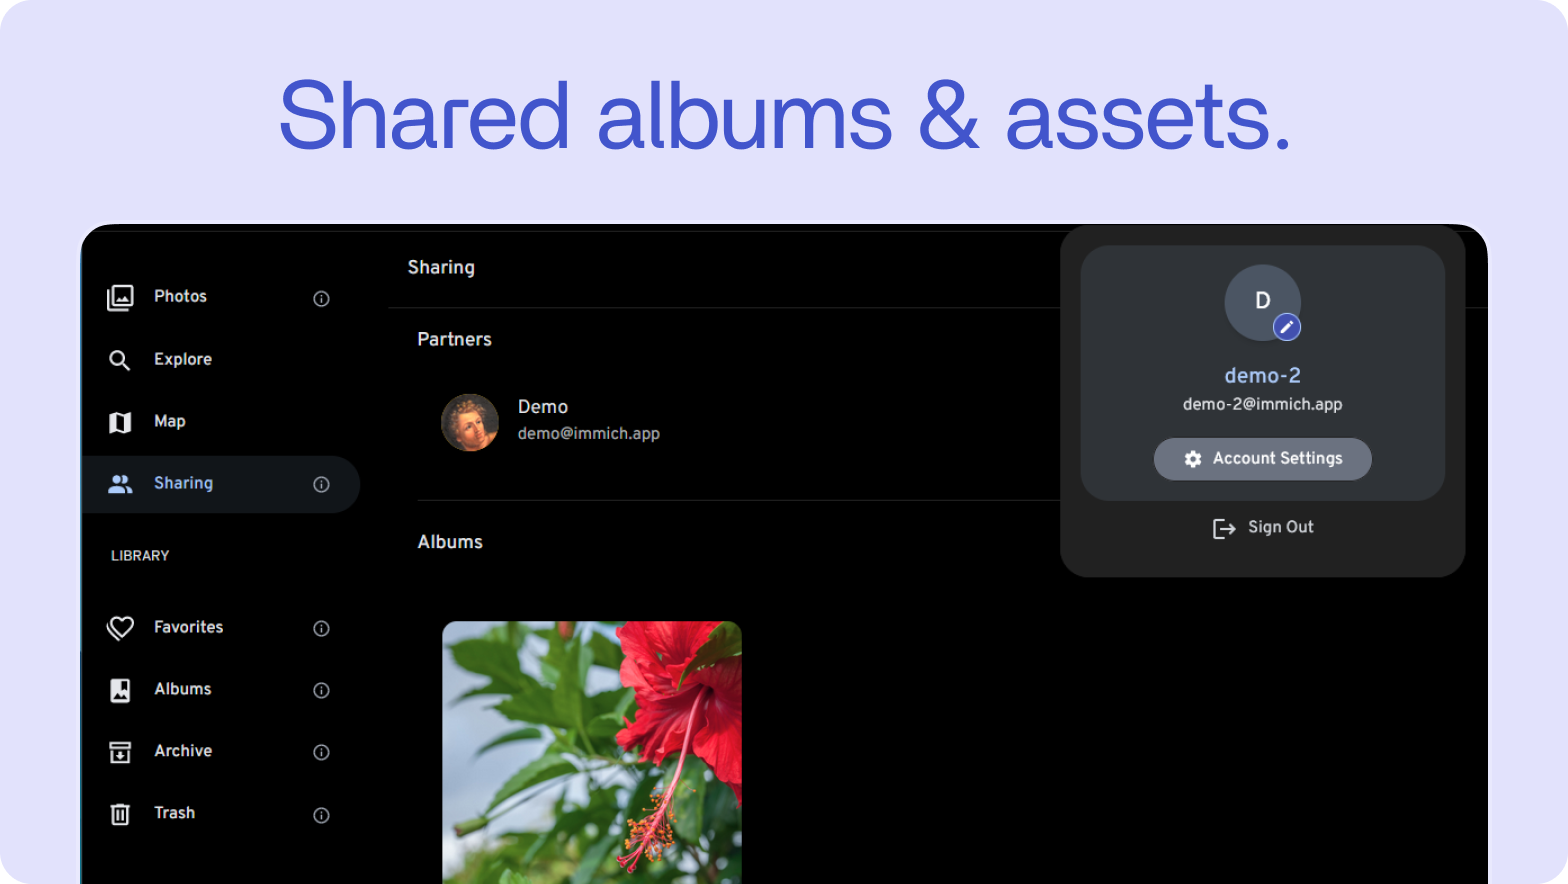 Shared albums & assets.
Photos
Explore
Map
Sharing
LIBRARY
Favorites
Albums
Archive
Trash
Sharing
Partners
Demo
demo@immich.app
Albums
D
demo-2
demo-2@immich.app
Account Settings
Sign Out